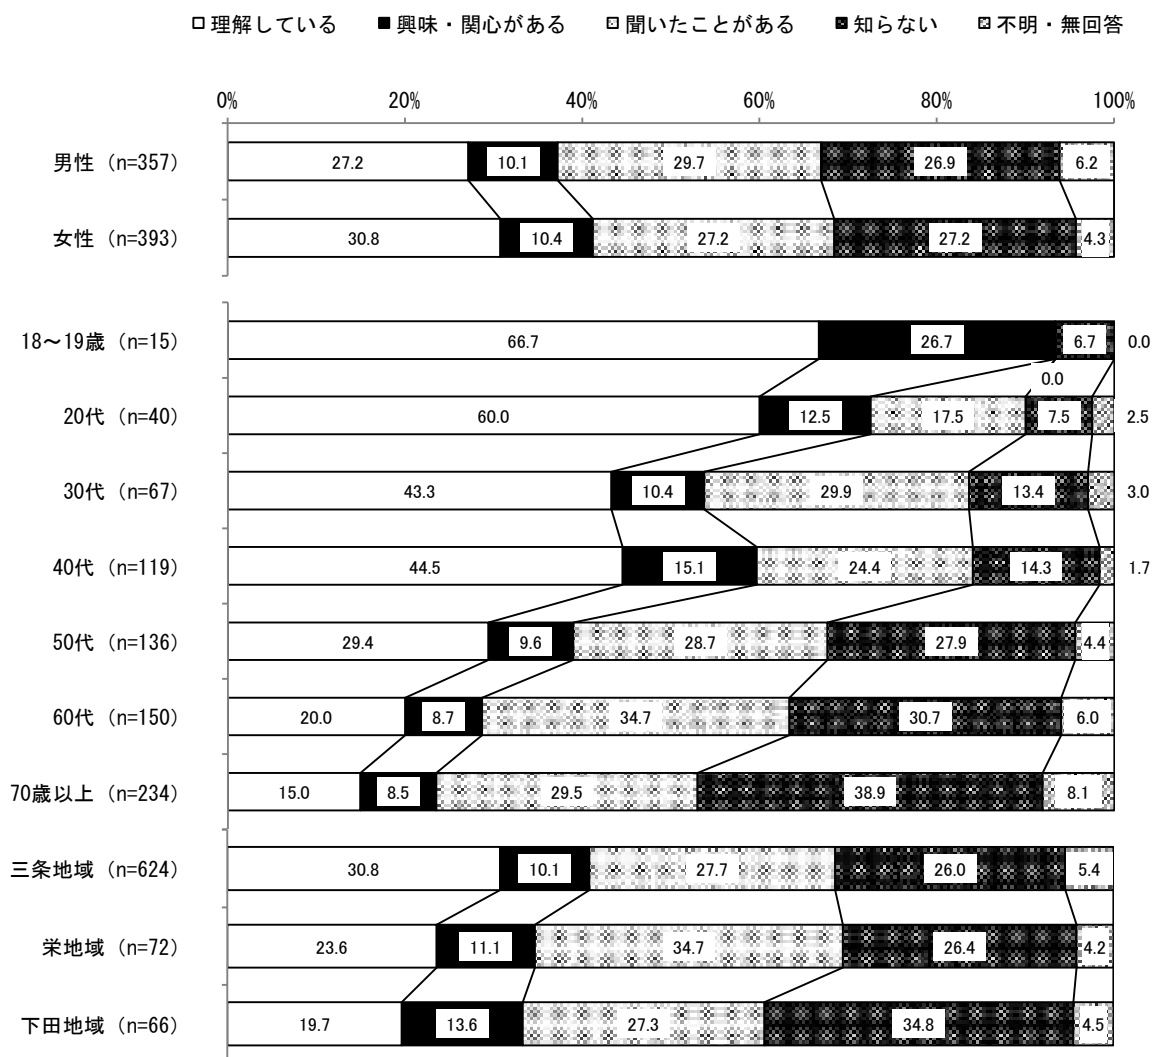 □理解している ■興味・関心がある 聞いたことがある 知らない 不明・無回答
0% 20% 40% 60% 80% 100%
男性（n=357） 27.2 10.1 29.7 26.9 6.2
女性（n=393） 30.8 10.4 27.2 27.2 4.3
18～19歳（n=15） 66.7 26.7 6.7 0.0
0.0
20代（n=40） 60.0 12.5 17.5 7.5 2.5
30代（n=67） 43.3 10.4 29.9 13.4 3.0
40代（n=119） 44.5 15.1 24.4 14.3 1.7
50代（n=136） 29.4 9.6 28.7 27.9 4.4
60代（n=150） 20.0 8.7 34.7 30.7 6.0
70歳以上（n=234） 15.0 8.5 29.5 38.9 8.1
三条地域（n=624） 30.8 10.1 27.7 26.0 5.4
栄地域（n=72） 23.6 11.1 34.7 26.4 4.2
下田地域（n=66） 19.7 13.6 27.3 34.8 4.5